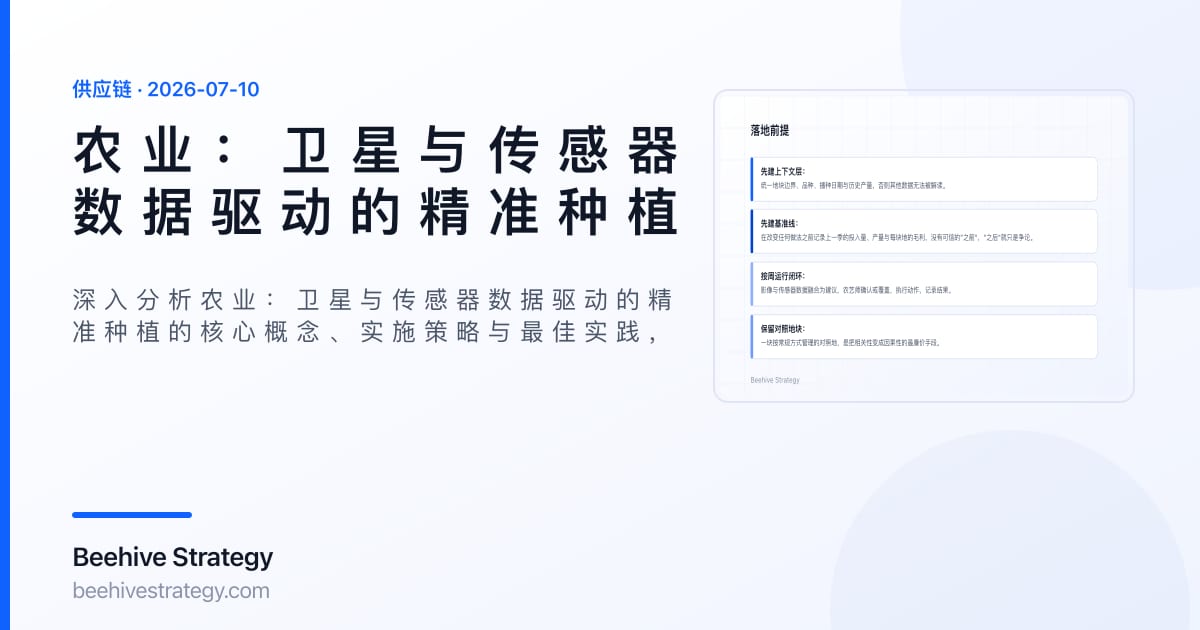 供应链 · 2026-07-10
农业：卫星与传感器
数据驱动的精准种植
深入分析农业：卫星与传感器数据驱动的精
准种植的核心概念、实施策略与最佳实践，
Beehive Strategy
beehivestrategy.com
落地前提
先建上下文层：
统一地块边界、品种、播种日期与历史产量，否则其他数据无法被解读。
先建基准线：
在改变任何做法之前记录上一季的投入量、产量与每块地的毛利，没有可信的"之前"，"之后"就只是争论。
按周运行闭环：
影像与传感器数据融合为建议，农艺师确认或覆盖，执行动作，记录结果。
保留对照地块：
一块按常规方式管理的对照地，是把相关性变成因果性的最廉价手段。
Beehive Strategy